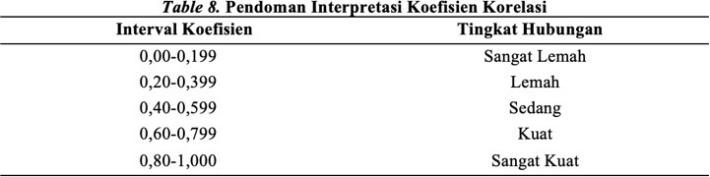 Table 8. Pendoman Interpretasi Koefisien Korelasi
Interval Koefisien Tingkat Hubungan
0,00-0,199 Sangat Lemah
0,20-0,399 Lemah
0,40-0,599 Sedang
0,60-0,799 Kuat
0,80-1,000 Sangat Kuat